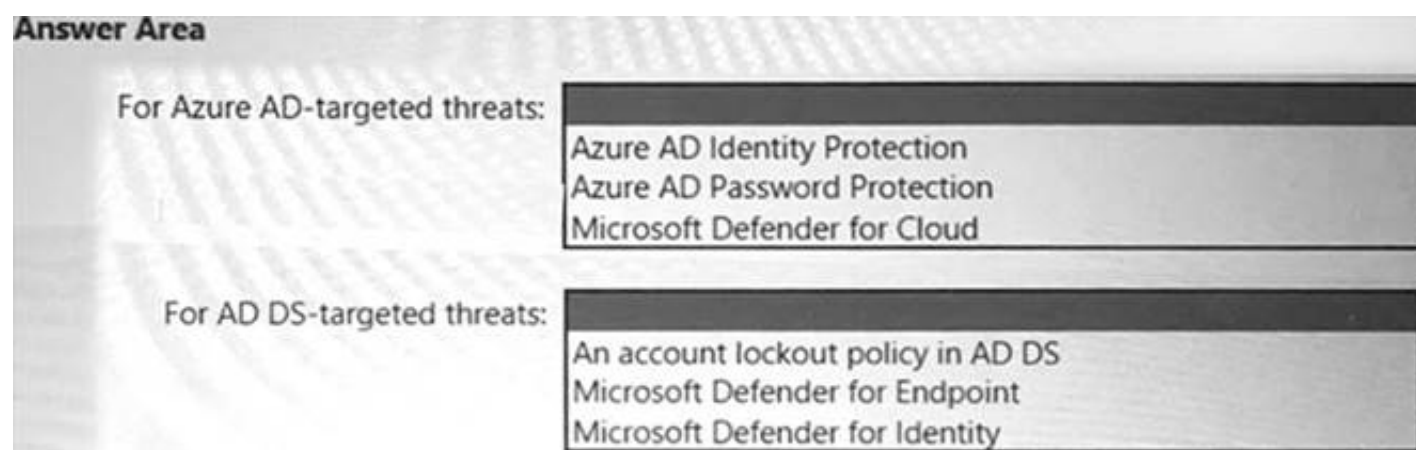 Answer Area
For Azure AD-targeted threats:
Azure AD Identity Protection
Azure AD Password Protection
Microsoft Defender for Cloud
For AD DS-targeted threats:
An account lockout policy in AD DS
Microsoft Defender for Endpoint
Microsoft Defender for Identity